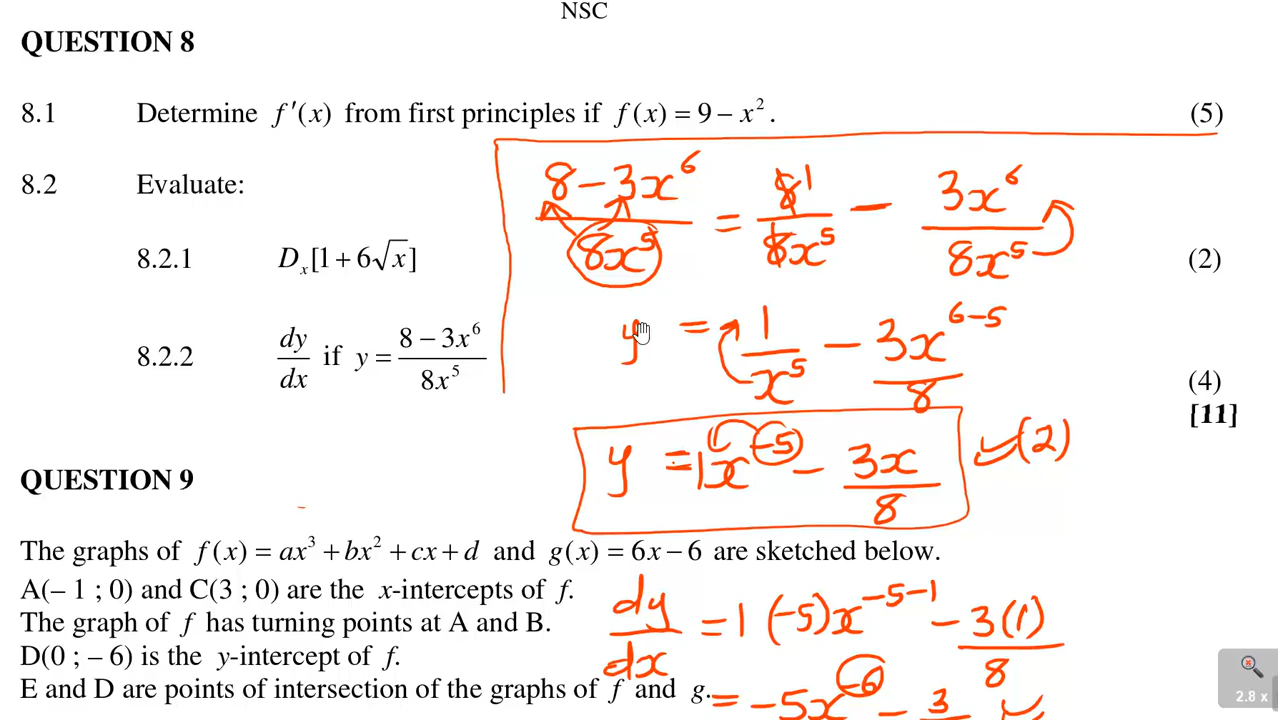 NSC
QUESTION 8
8.1 Determine f′(x) from first principles if f(x) = 9 − x². (5)
8.2 Evaluate:
(8 − 3x⁶)/(8x⁵) = 8¹/(8x⁵) − 3x⁶/(8x⁵)
8.2.1 Dₓ[1 + 6√x] (2)
y = 1/x⁵ − 3x⁶⁻⁵/8
8.2.2 dy/dx if y = (8 − 3x⁶)/(8x⁵) (4)
[11]
y = 1x⁻⁵ − 3x/8 ✓(2)
QUESTION 9
The graphs of f(x) = ax³ + bx² + cx + d and g(x) = 6x − 6 are sketched below.
A(− 1 ; 0) and C(3 ; 0) are the x-intercepts of f.
The graph of f has turning points at A and B.
dy/dx = 1(−5)x⁻⁵⁻¹ − 3(1)/8
D(0 ; − 6) is the y-intercept of f.
E and D are points of intersection of the graphs of f and g.
= −5x⁻⁶ − 3
2.8 x